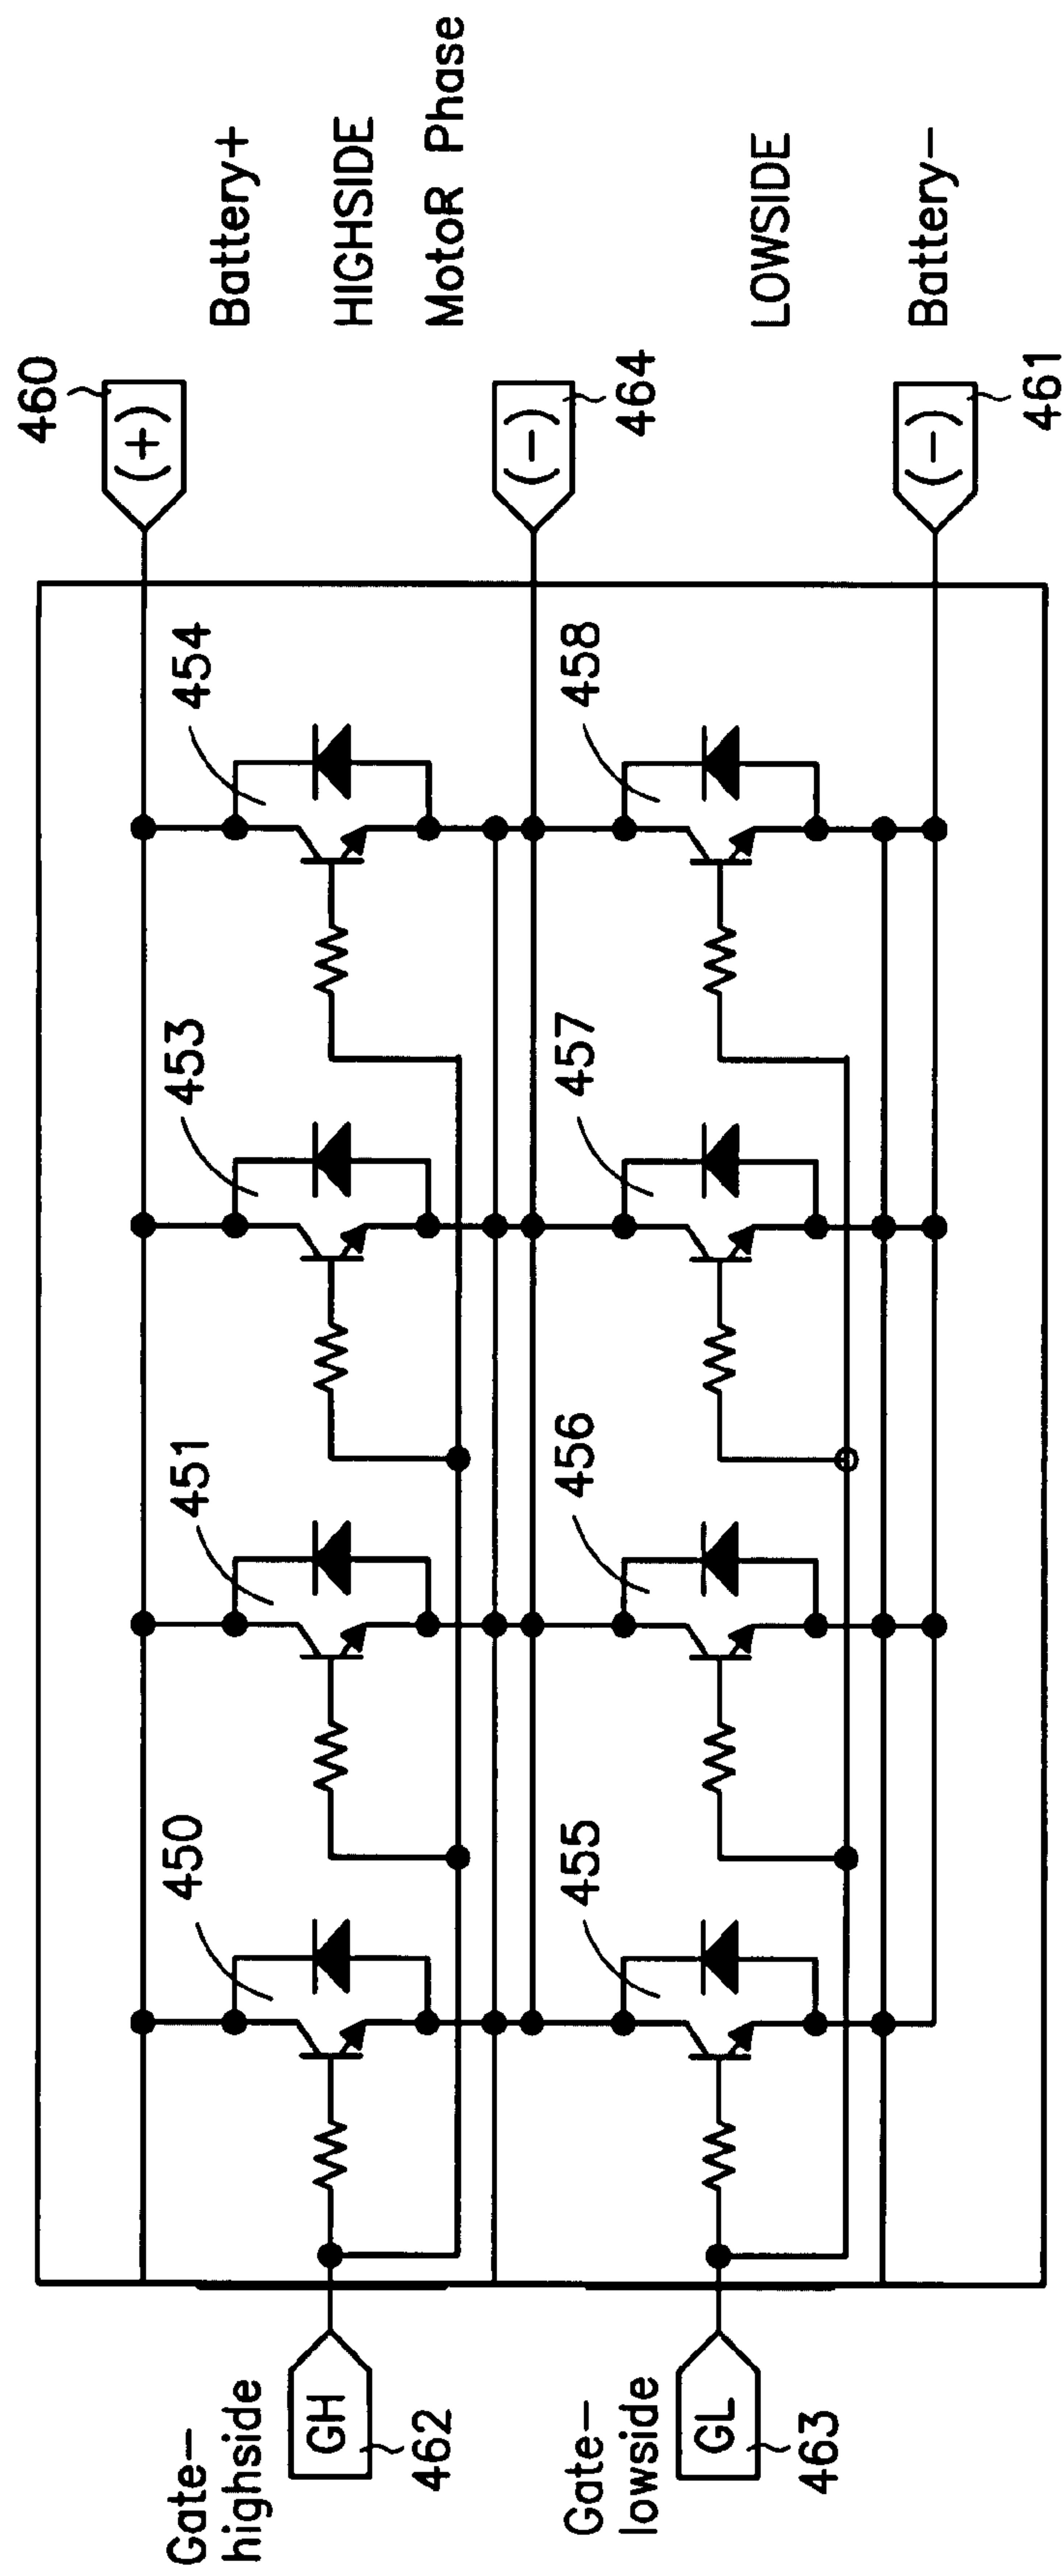 450
451
453
454
460
(+)
Battery+
HIGHSIDE
MotoR Phase
Gate–
highside
GH
462
(–)
464
455
456
457
458
LOWSIDE
Gate–
lowside
GL
463
(–)
461
Battery–